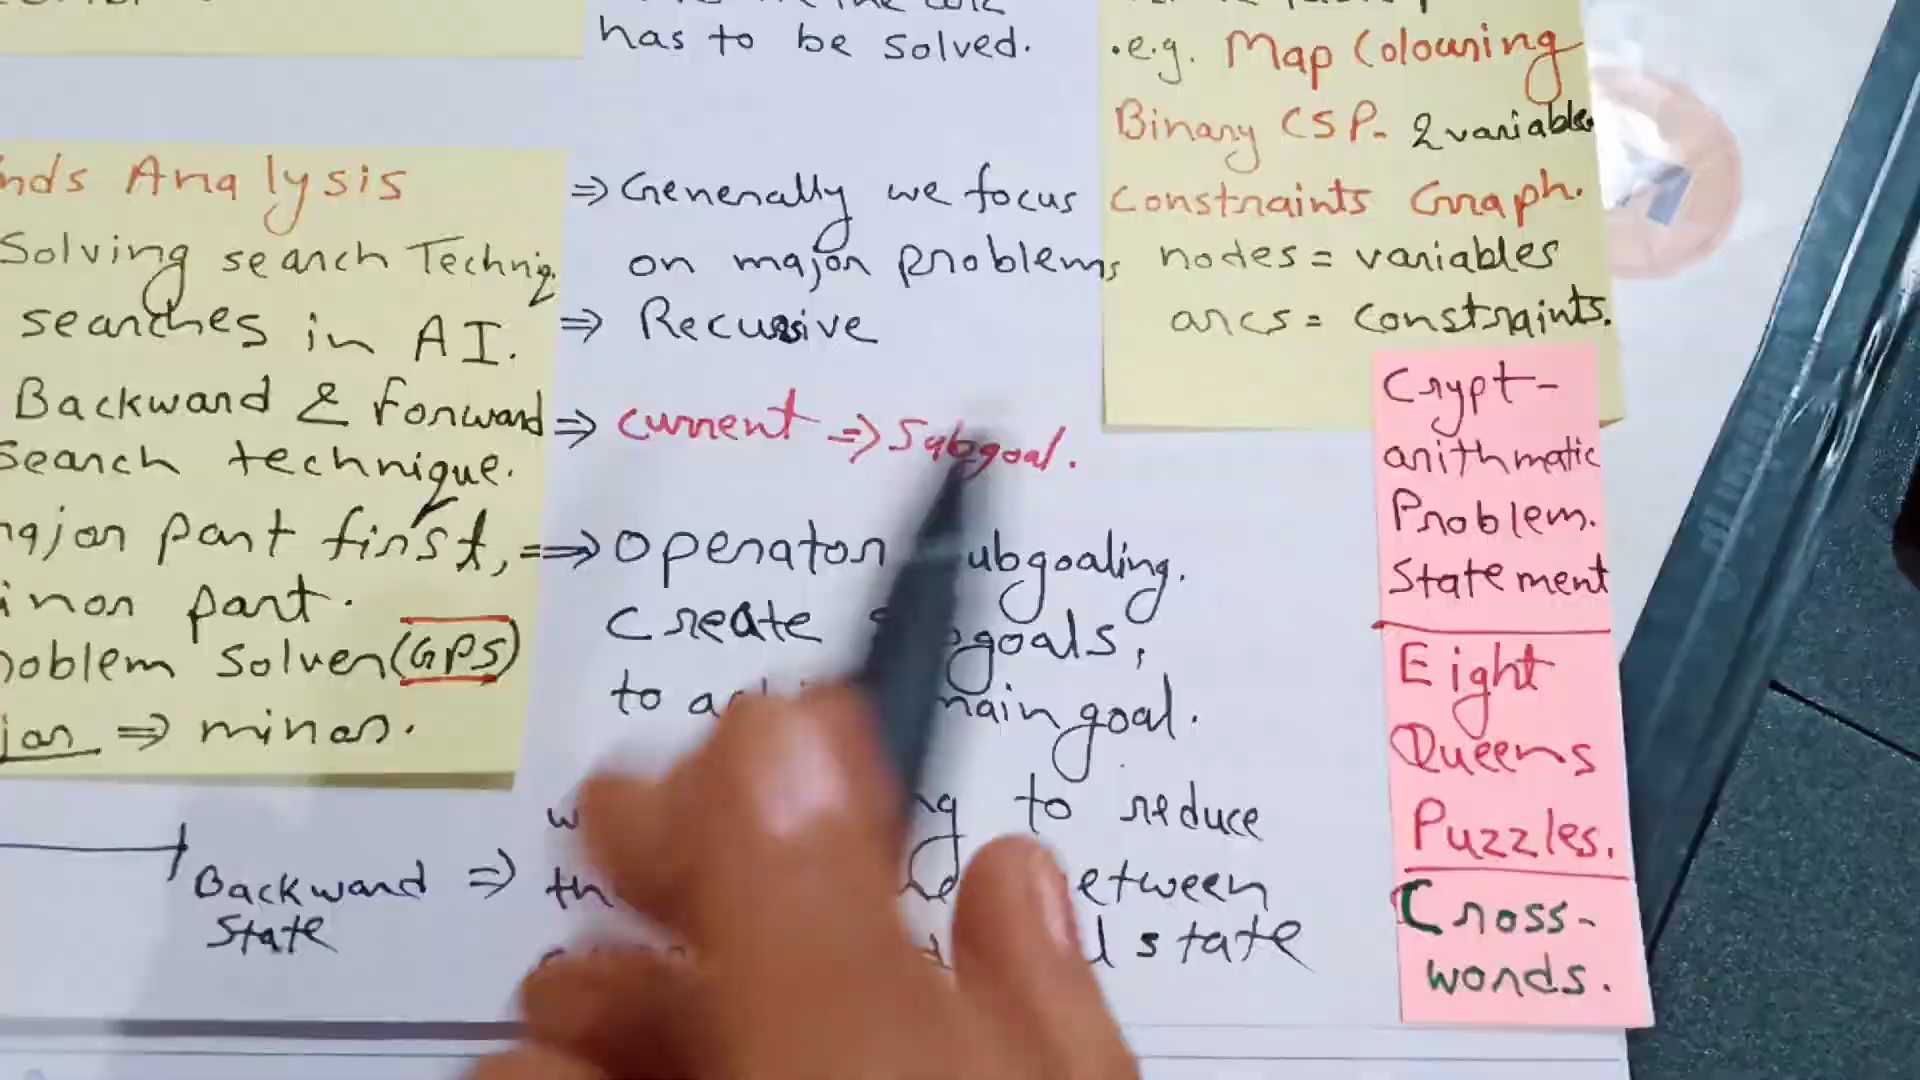 has to be solved.
nds Analysis
Solving search Techniq.
searches in AI.
Backward & forward
Search technique.
major part first,
inor part.
roblem Solver (GPS)
jor => minor.
Backward =>
State
=> Generally we focus
on major problems
=> Recursive
=> current => Subgoal.
=> Operator ubgoaling.
Create goals,
to main goal.
to reduce
between
state
.e.g. Map Colouring
Binary CSP- 2 variables
Constraints Graph.
nodes = variables
arcs = constraints.
Crypt-
arithmatic
Problem.
Statement
Eight
Queens
Puzzles.
Cross-
words.